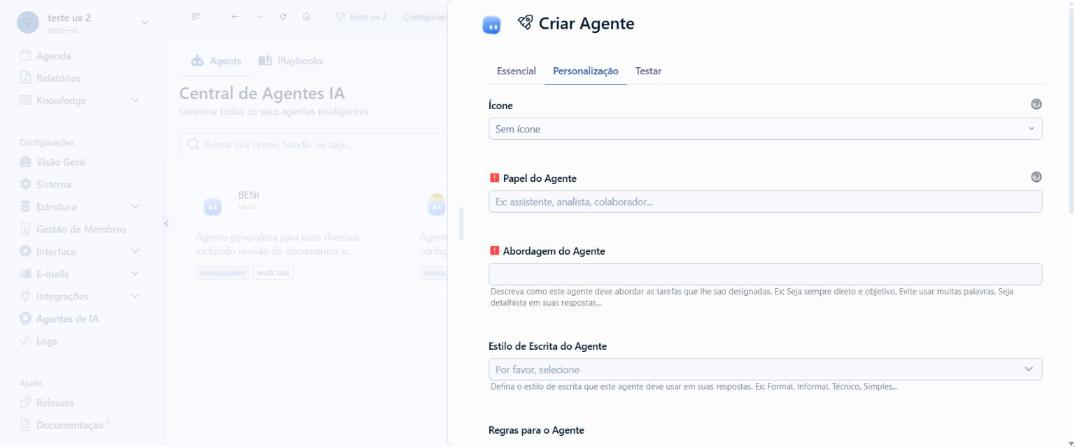 teste ux 2
teste-ux
Agenda
Relatórios
Knowledge
Configurações
Visão Geral
Sistema
Estrutura
Gestão de Membros
Interface
E-mails
Integrações
Agentes de IA
Logs
Ajuda
Releases
Documentação
teste ux 2 > Configuraç
Agents
Playbooks
Central de Agentes IA
Gerencie todos os seus agentes inteligentes
Buscar por nome, handle ou tags...
BENI
Agente generalista para usos diversos
incluindo revisão de documentos e...
multi_task
Agent
config
Criar Agente
Essencial
Personalização
Testar
Ícone
Sem ícone
Papel do Agente
Ex: assistente, analista, colaborador...
Abordagem do Agente
Descreva como este agente deve abordar as tarefas que lhe sao designadas. Ex: Seja sempre direto e objetivo, Evite usar muitas palavras, Seja
detalhista em suas respostas...
Estilo de Escrita do Agente
Por favor, selecione
Defina o estilo de escrita que este agente deve usar em suas respostas. Ex: Formal, Informal, Técnico, Simples...
Regras para o Agente